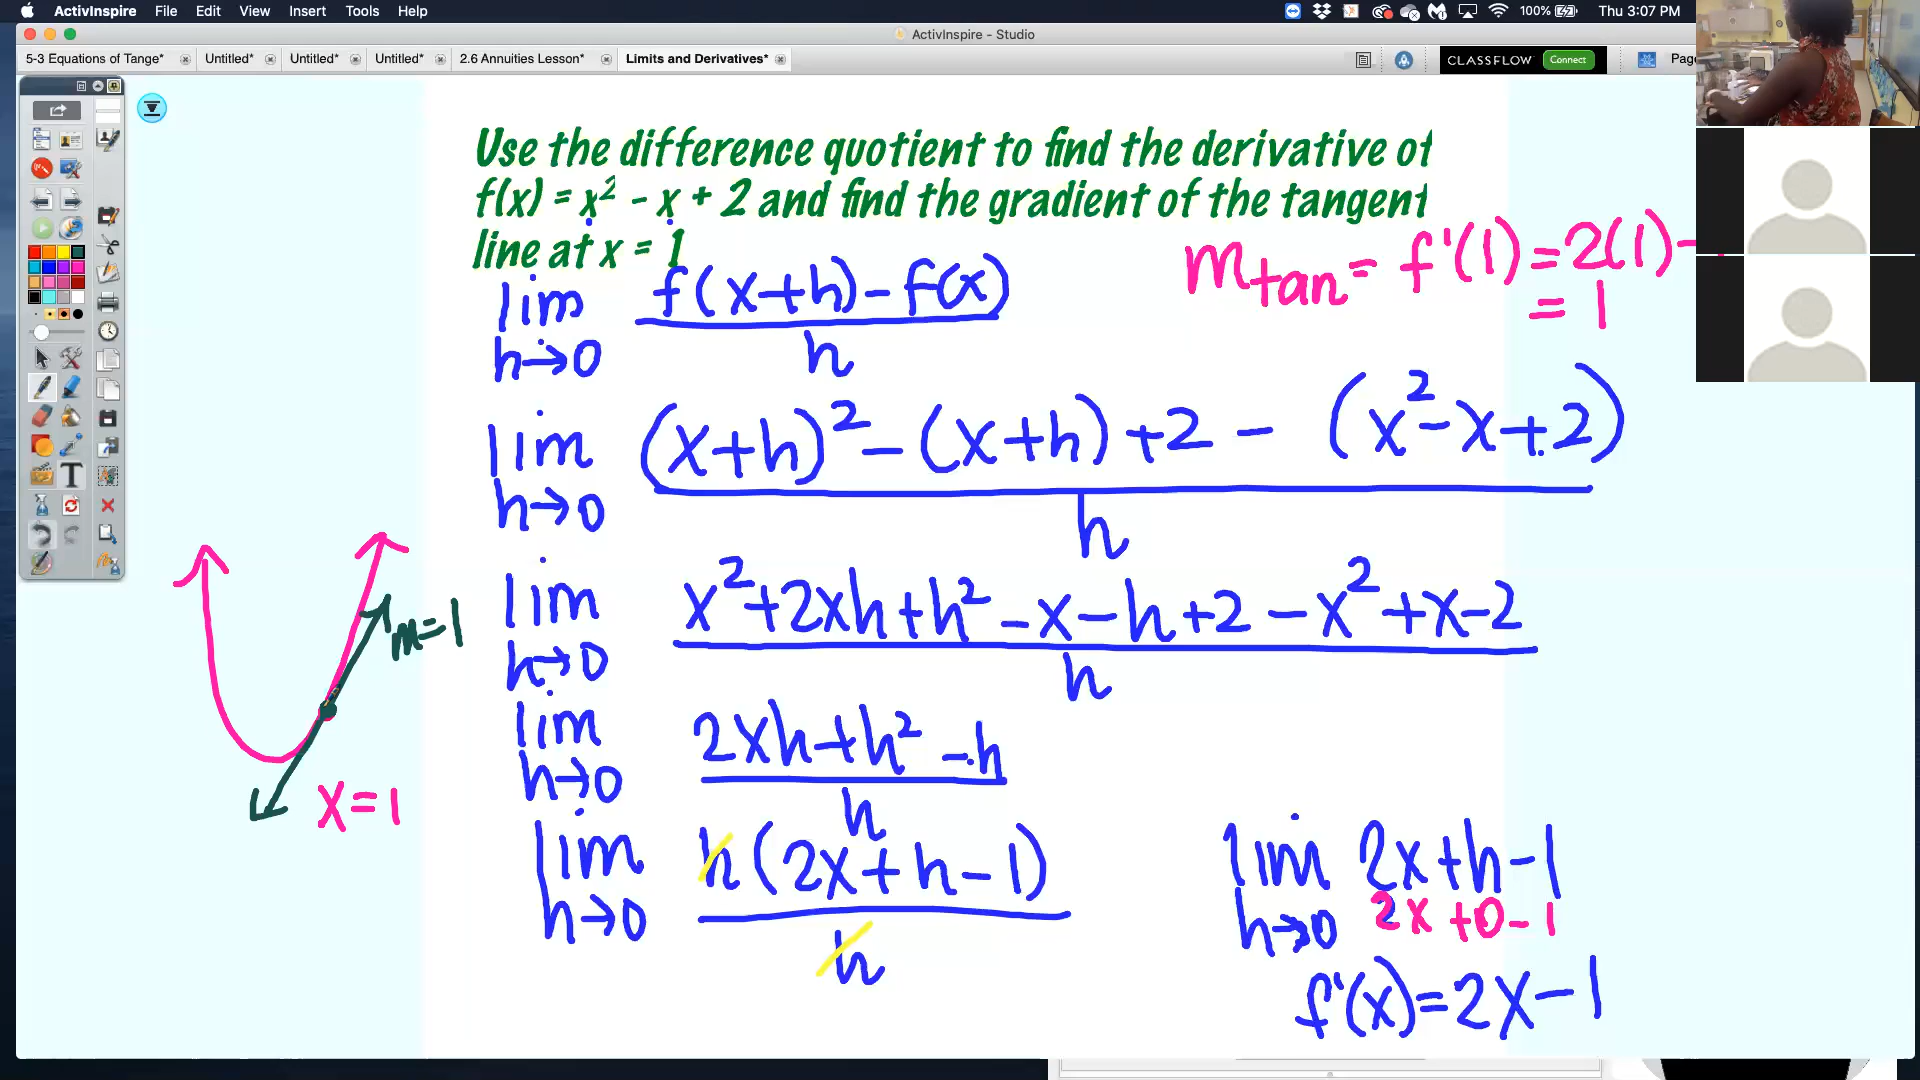 ActivInspire File Edit View Insert Tools Help 100% Thu 3:07 PM
ActivInspire - Studio
5-3 Equations of Tange* Untitled* Untitled* Untitled* 2.6 Annuities Lesson* Limits and Derivatives* CLASSFLOW Connect Page
Use the difference quotient to find the derivative of
f(x) = x² - x + 2 and find the gradient of the tangent
line at x = 1
m tan = f'(1) = 2(1) -
= 1
lim h→0 f(x+h) - f(x) / h
lim h→0 (x+h)² - (x+h) + 2 - (x² - x + 2) / h
lim h→0 x² + 2xh + h² - x - h + 2 - x² + x - 2 / h
m=1
x=1
lim h→0 2xh + h² - h / h
lim h→0 h(2x + h - 1) / h
lim h→0 2x + h - 1
2x + 0 - 1
f'(x) = 2x - 1